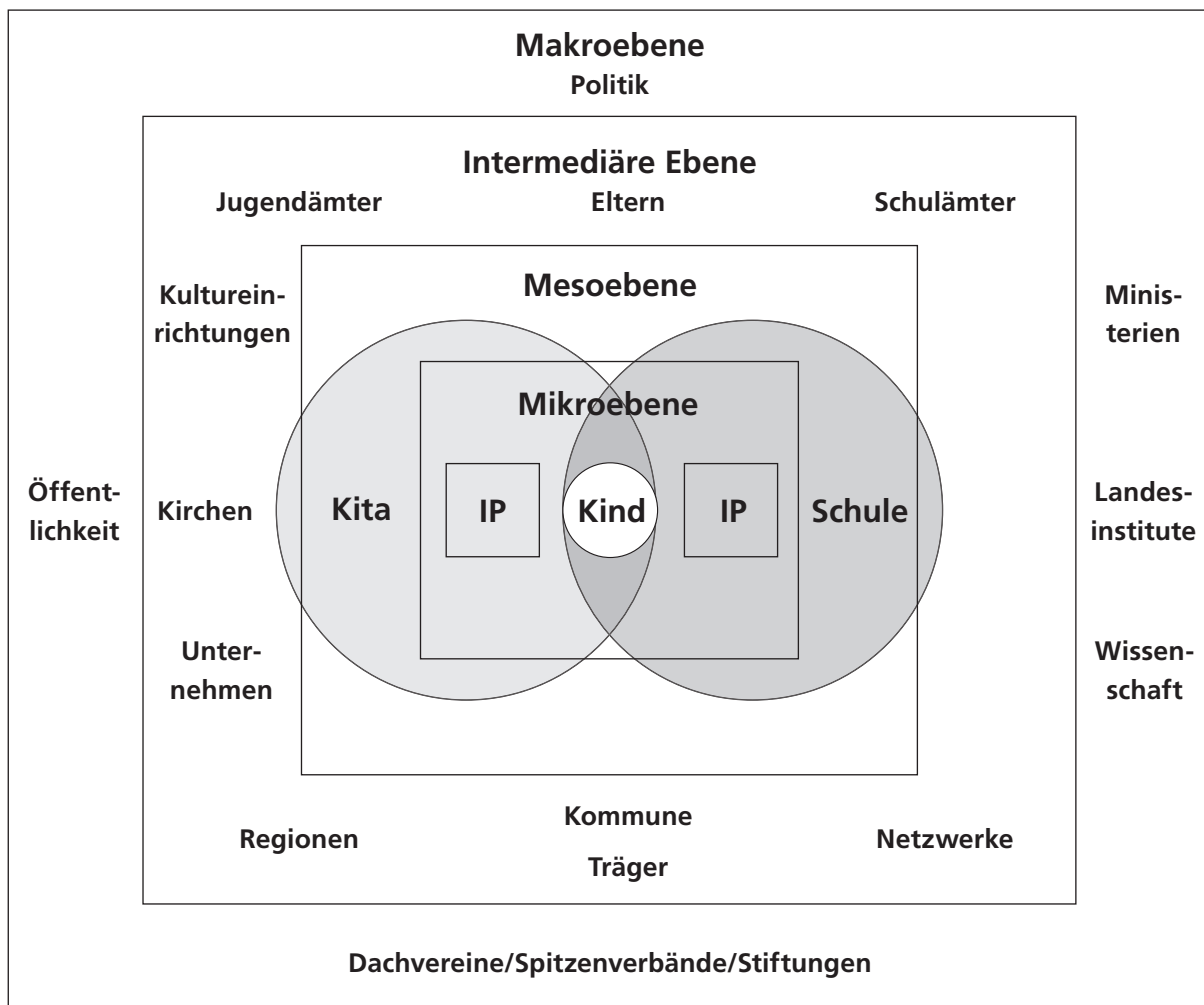 Makroebene
Politik
Intermediäre Ebene
Jugendämter
Eltern
Schulämter
Kulturein-
richtungen
Mesoebene
Minis-
terien
Mikroebene
Öffent-
lichkeit
Kirchen
Kita
IP
Kind
IP
Schule
Landes-
institute
Unter-
nehmen
Wissen-
schaft
Regionen
Kommune
Träger
Netzwerke
Dachvereine/Spitzenverbände/Stiftungen